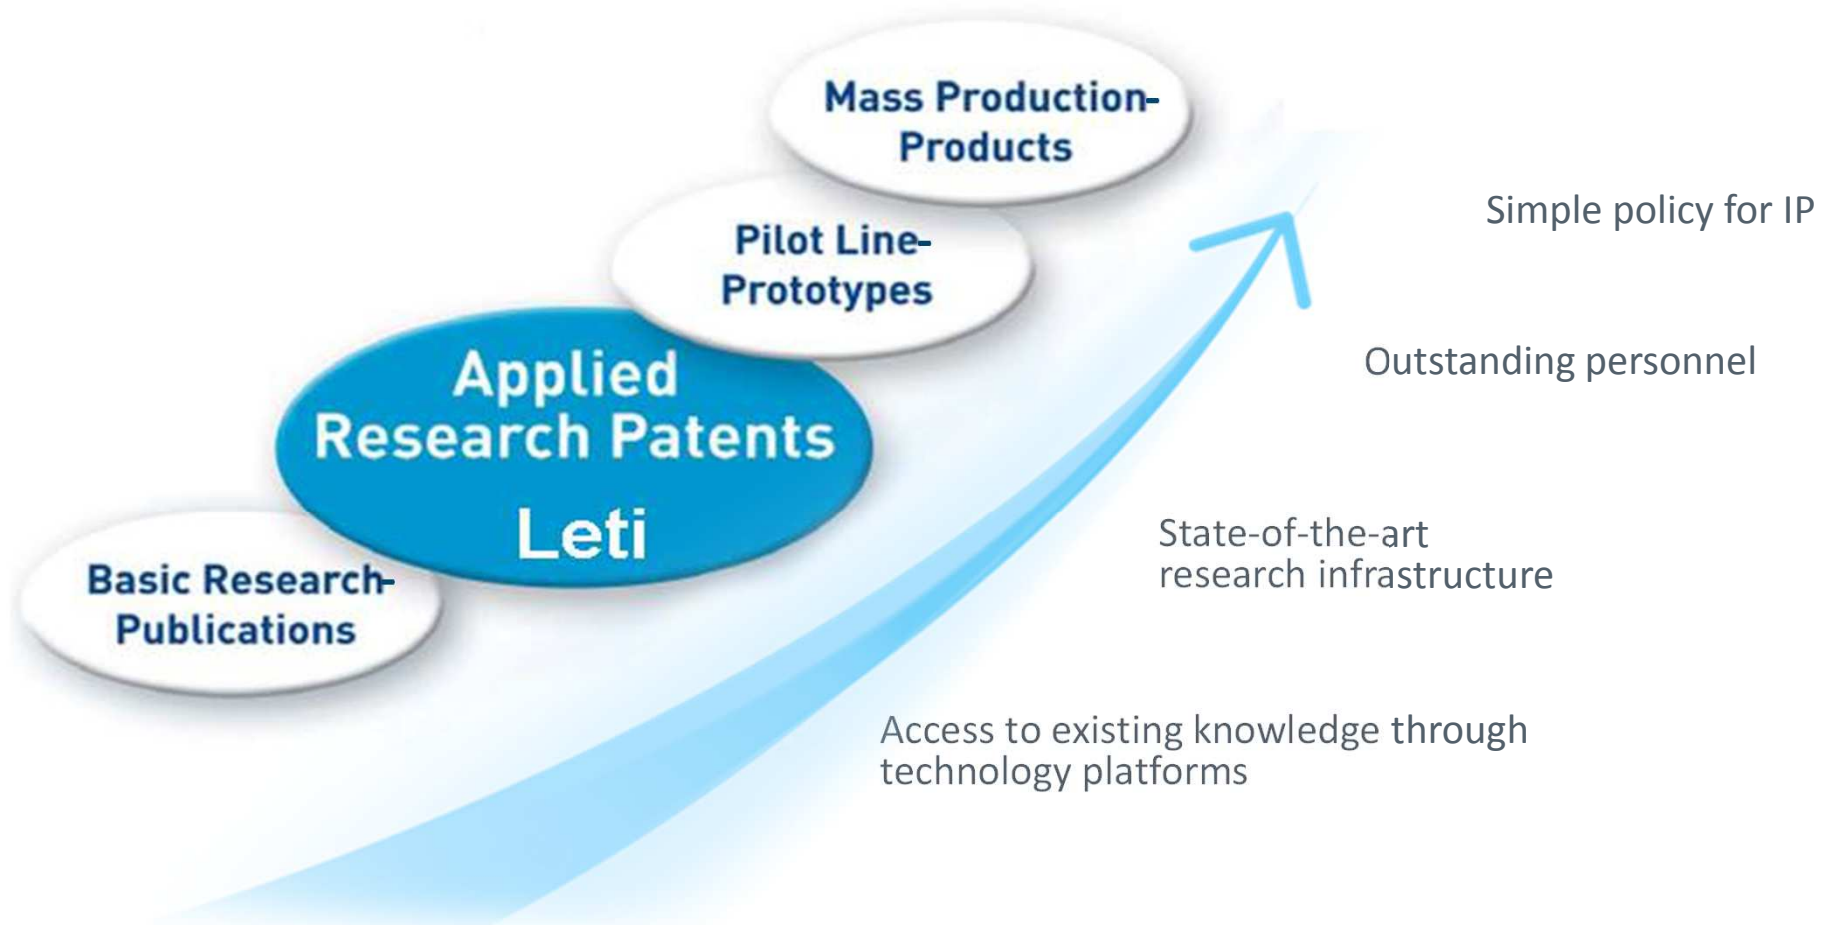 Mass Production-
Products
Pilot Line-
Prototypes
Applied
Research Patents
Leti
Basic Research-
Publications
Simple policy for IP
Outstanding personnel
State-of-the-art
research infrastructure
Access to existing knowledge through
technology platforms